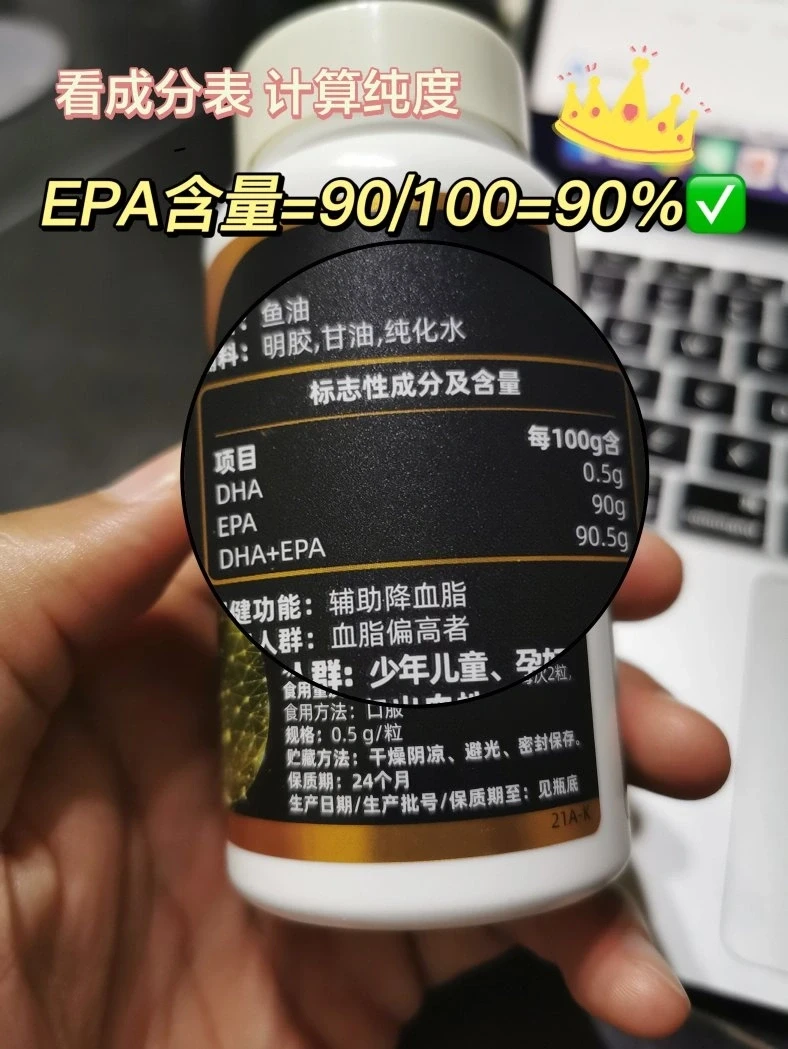 看成分表 计算纯度
EPA含量=90/100=90%✅
鱼油
料：明胶,甘油,纯化水
标志性成分及含量
项目 每100g含
DHA 0.5g
EPA 90g
DHA+EPA 90.5g
健功能：辅助降血脂
人群：血脂偏高者
人群：少年儿童、孕
食用量 次2粒,
食用方法：口服
规格：0.5 g/粒
贮藏方法：干燥阴凉、避光、密封保存。
保质期：24个月
生产日期/生产批号/保质期至：见瓶底
21A-K